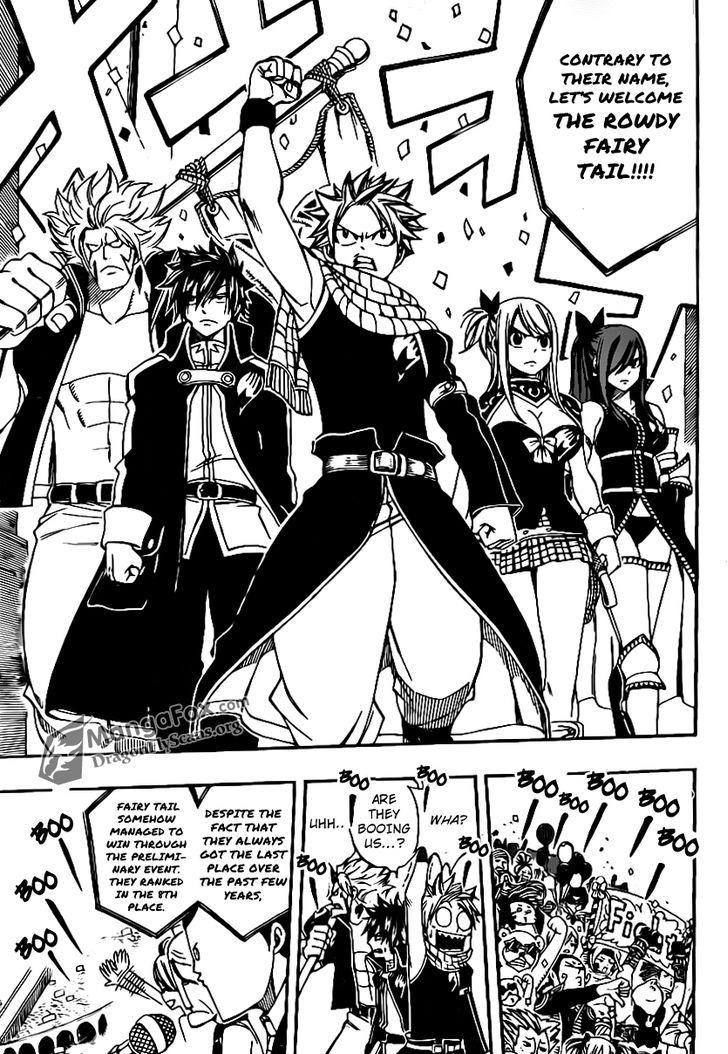 CONTRARY TO
THEIR NAME,
LET'S WELCOME
THE ROWDY
FAIRY
TAIL!!!!
MangaFox.com
DragonFlyScans.org
BOO
BOO
BOO
BOO
BOO
BOO
Fight
BOO
BOO
WHA?
ARE
THEY
BOOING
US...?
UHH..
DESPITE THE
FACT THAT
THEY ALWAYS
GOT THE LAST
PLACE OVER
THE PAST FEW
YEARS,
FAIRY TAIL
SOMEHOW
MANAGED TO
WIN THROUGH
THE PRELIMI-
NARY EVENT.
THEY RANKED
IN THE 8TH
PLACE.
BOO
BOO
BOO